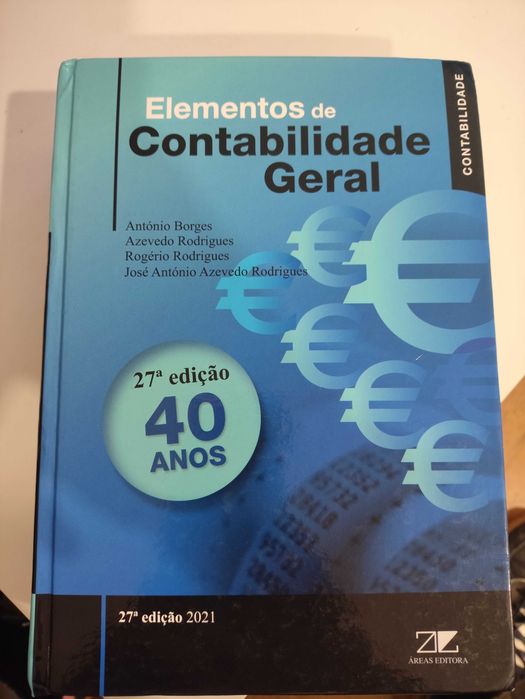 CONTABILIDADE
Elementos de
Contabilidade
Geral
António Borges
Azevedo Rodrigues
Rogério Rodrigues
José António Azevedo Rodrigues
27ª edição
40
ANOS
27ª edição 2021
ÁREAS EDITORA